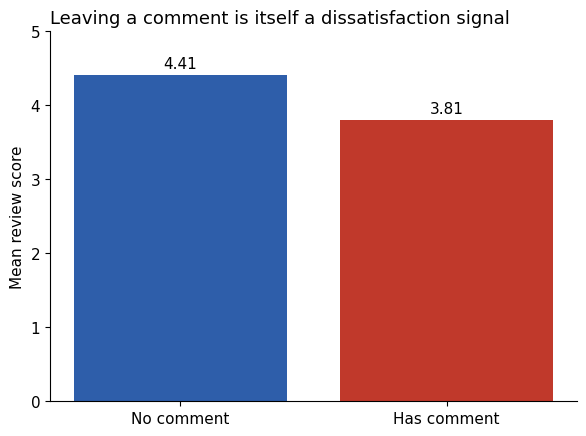 Leaving a comment is itself a dissatisfaction signal
5
4
3
2
1
0
Mean review score
4.41
3.81
No comment
Has comment